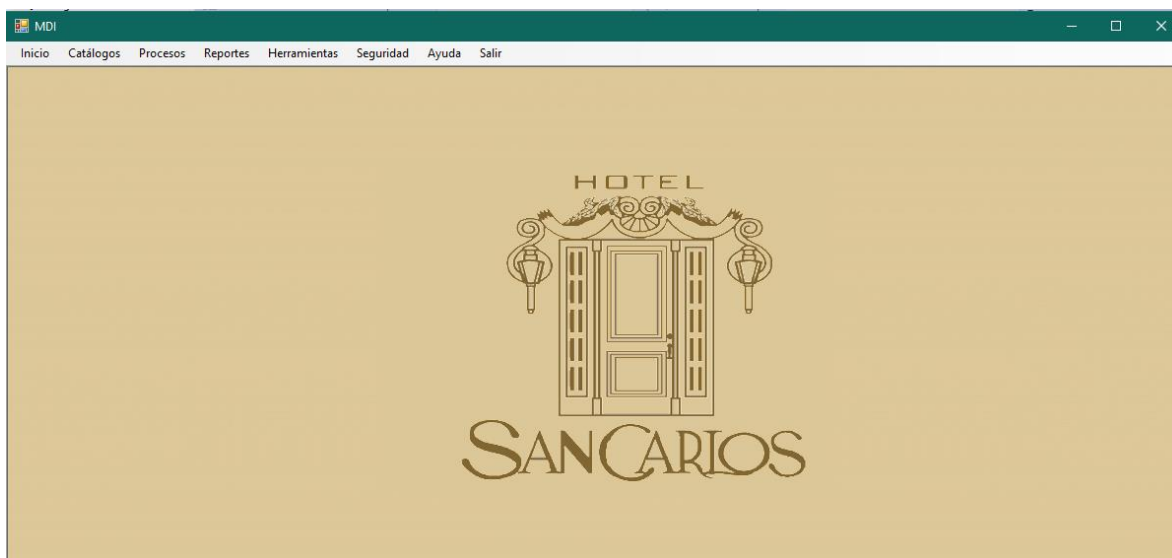 MDI
Inicio Catálogos Procesos Reportes Herramientas Seguridad Ayuda Salir
HOTEL
SANCARLOS